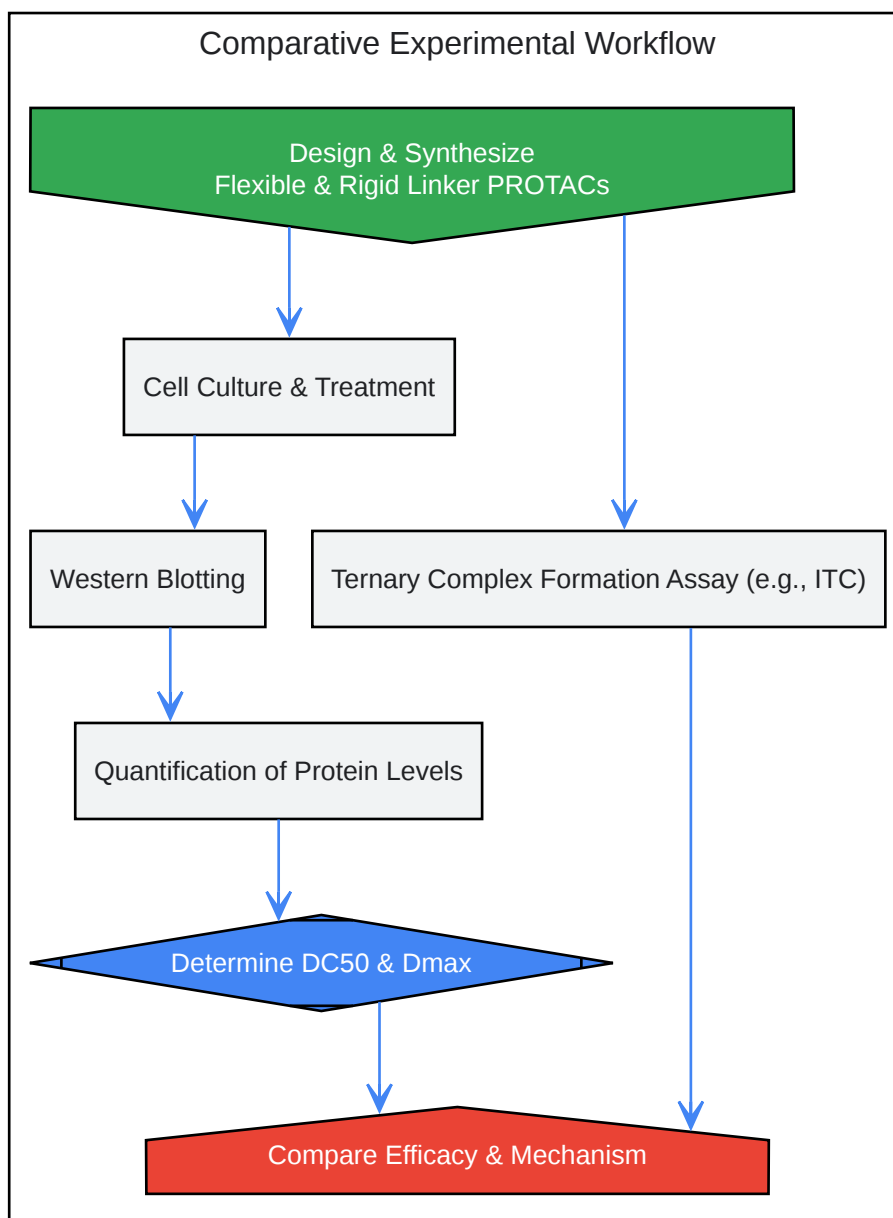 Comparative Experimental Workflow
Design & Synthesize
Flexible & Rigid Linker PROTACs
Cell Culture & Treatment
Western Blotting
Ternary Complex Formation Assay (e.g., ITC)
Quantification of Protein Levels
Determine DC50 & Dmax
Compare Efficacy & Mechanism